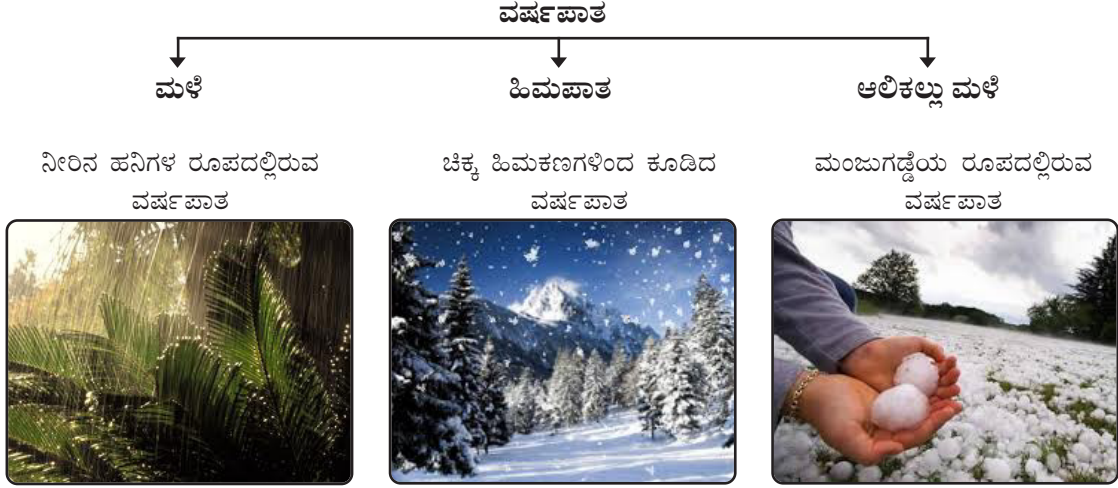 ವರ್ಷಪಾತ
ಮಳೆ
ಹಿಮಪಾತ
ಆಲಿಕಲ್ಲು ಮಳೆ
ನೀರಿನ ಹನಿಗಳ ರೂಪದಲ್ಲಿರುವ
ವರ್ಷಪಾತ
ಚಿಕ್ಕ ಹಿಮಕಣಗಳಿಂದ ಕೂಡಿದ
ವರ್ಷಪಾತ
ಮಂಜುಗಡ್ಡೆಯ ರೂಪದಲ್ಲಿರುವ
ವರ್ಷಪಾತ